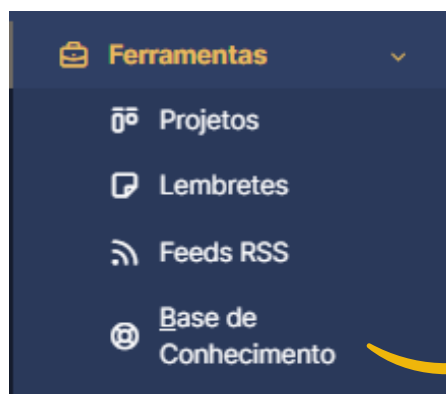 Ferramentas
Projetos
Lembretes
Feeds RSS
Base de
Conhecimento